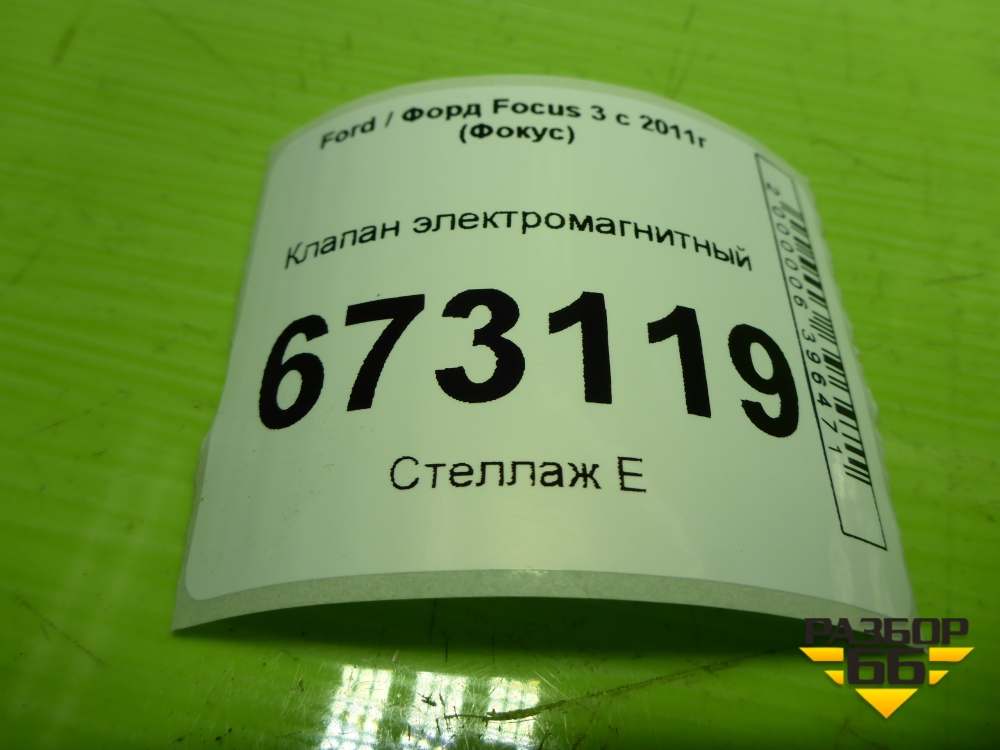 Ford / Форд Focus 3 с 2011г
(Фокус)
Клапан электромагнитный
673119
Стеллаж Е
2000006396471
РАЗБОР
66